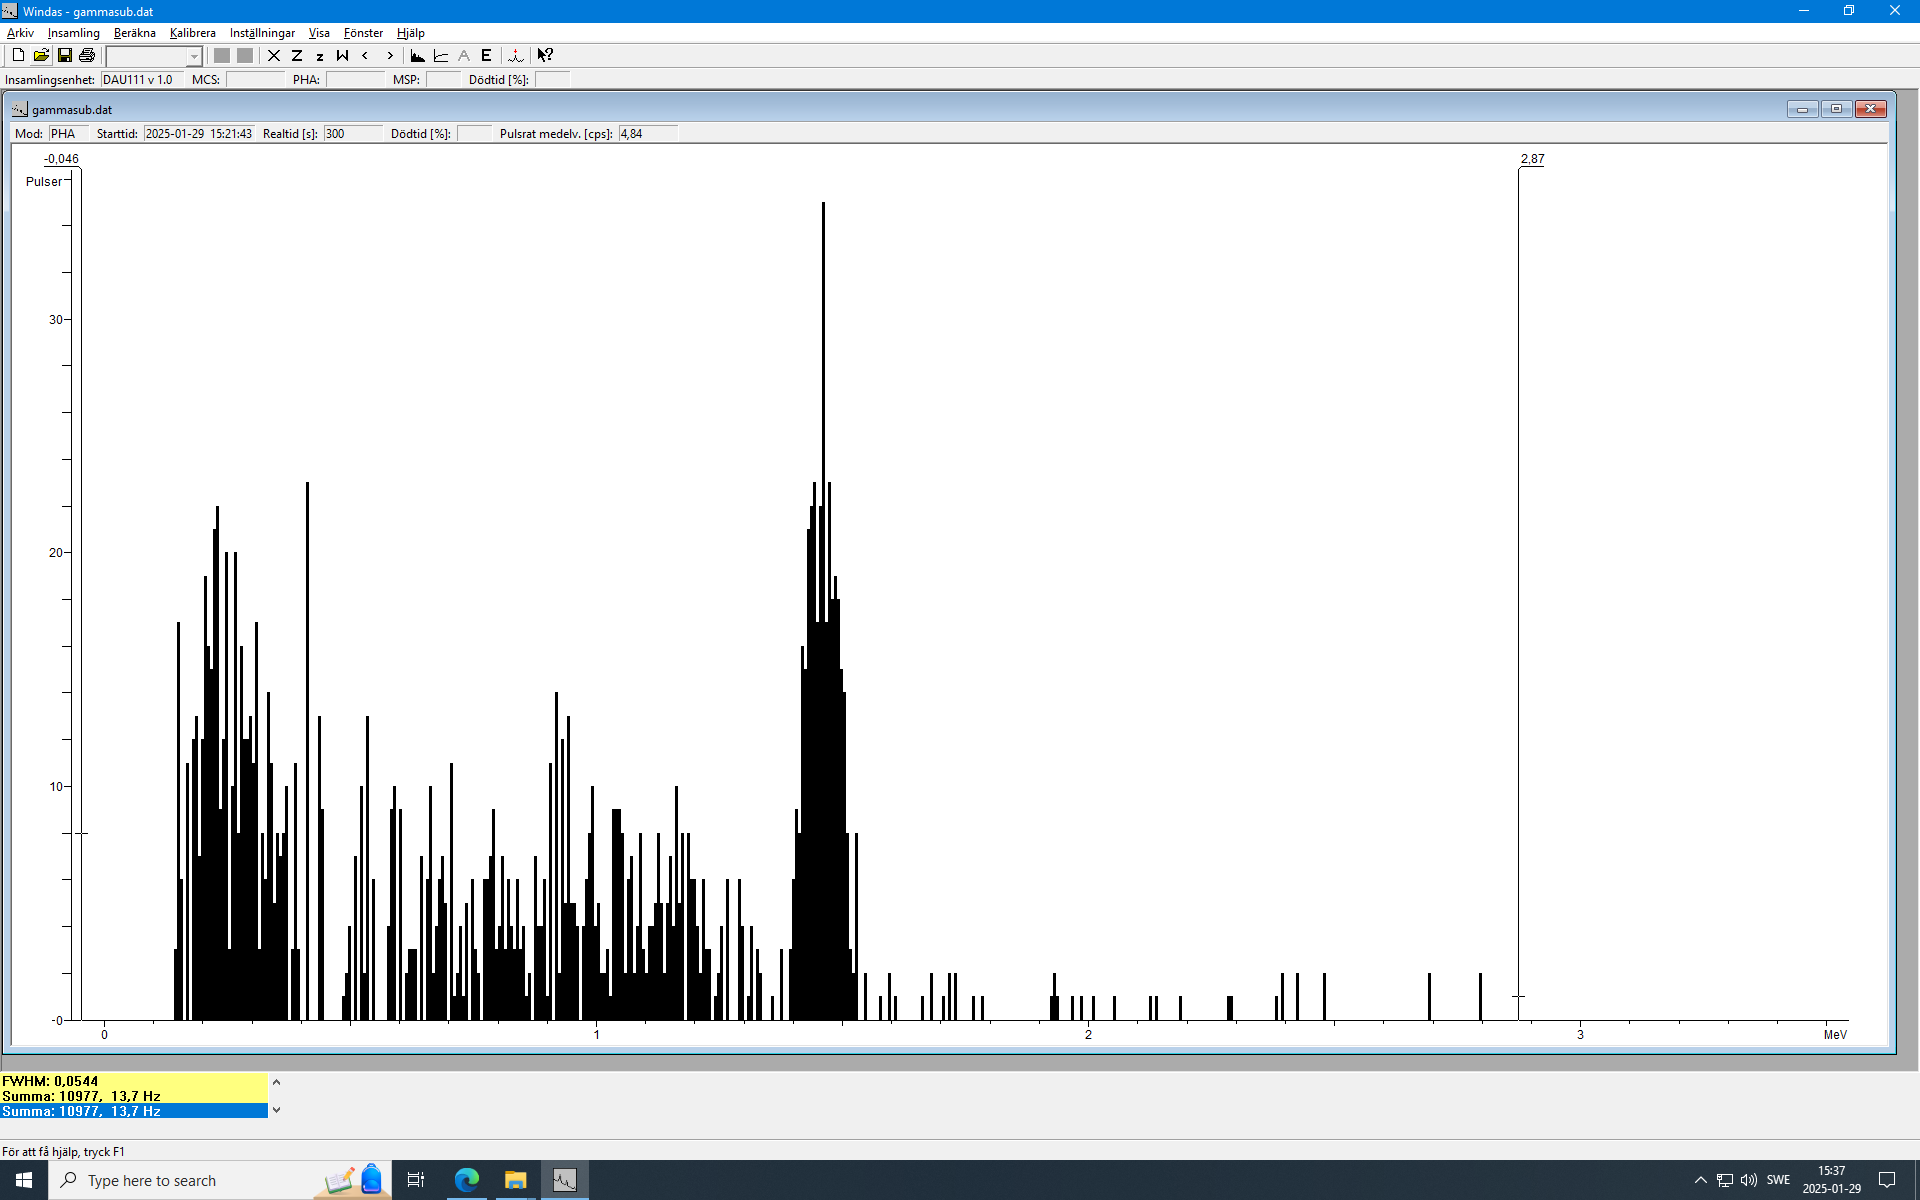 Windas - gammasub.dat
Arkiv Insamling Beräkna Kalibrera Inställningar Visa Fönster Hjälp
X Z z W < > A E
Insamlingsenhet: DAU111 v 1.0 MCS: PHA: MSP: Dödtid [%]:
gammasub.dat
Mod: PHA Starttid: 2025-01-29 15:21:43 Realtid [s]: 300 Dödtid [%]: Pulsrat medelv. [cps]: 4,84
-0,046 2,87
Pulser
30
20
10
-0
0 1 2 3 MeV
FWHM: 0,0544
Summa: 10977, 13,7 Hz
Summa: 10977, 13,7 Hz
För att få hjälp, tryck F1
Type here to search SWE 15:37
2025-01-29